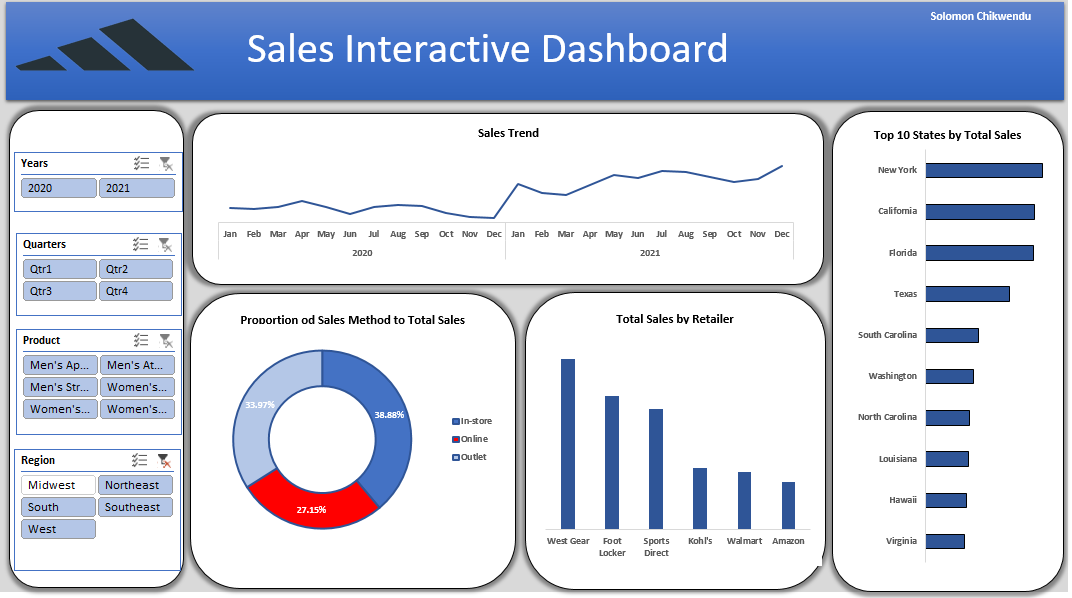 Solomon Chikwendu
Sales Interactive Dashboard
Years
2020 2021
Quarters
Qtr1 Qtr2
Qtr3 Qtr4
Product
Men's Ap... Men's At...
Men's Str... Women's...
Women's... Women's...
Region
Midwest Northeast
South Southeast
West
Sales Trend
Jan Feb Mar Apr May Jun Jul Aug Sep Oct Nov Dec Jan Feb Mar Apr May Jun Jul Aug Sep Oct Nov Dec
2020 2021
Proportion od Sales Method to Total Sales
33.97%
38.88%
27.15%
In-store
Online
Outlet
Total Sales by Retailer
West Gear Foot Sports Kohl's Walmart Amazon
Locker Direct
Top 10 States by Total Sales
New York
California
Florida
Texas
South Carolina
Washington
North Carolina
Louisiana
Hawaii
Virginia